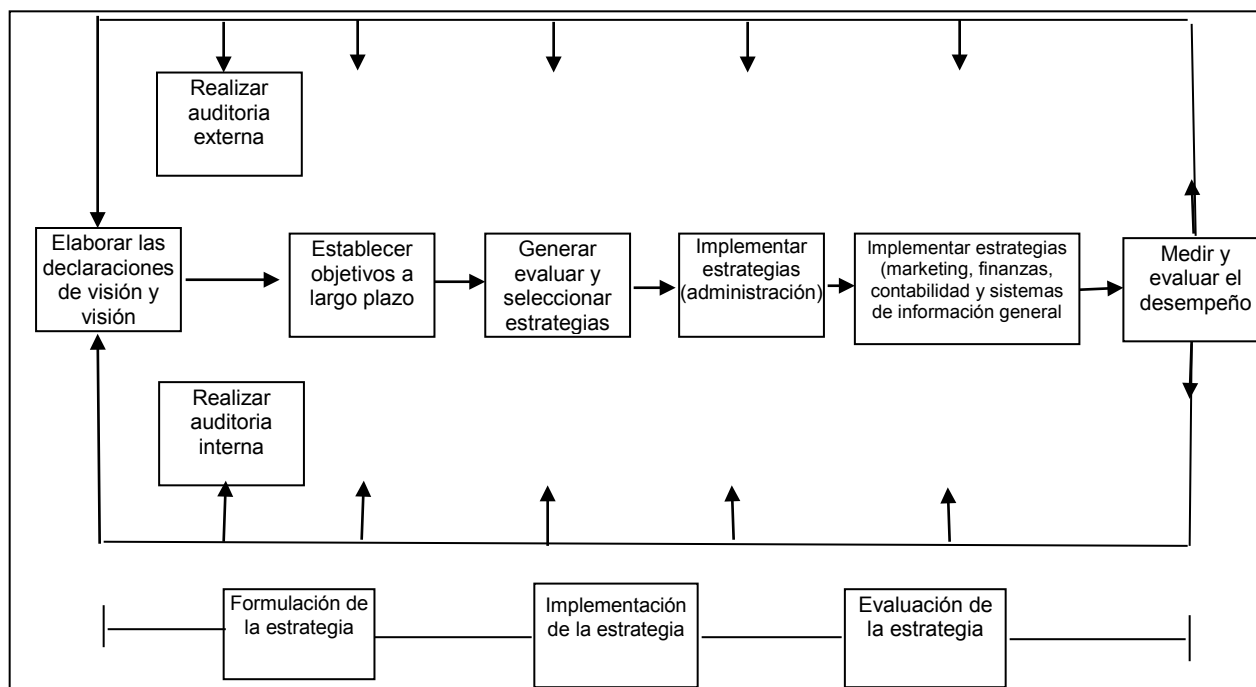 Realizar
auditoria
externa
Elaborar las
declaraciones
de visión y
visión
Establecer
objetivos a
largo plazo
Generar
evaluar y
seleccionar
estrategias
Implementar
estrategias
(administración)
Implementar estrategias
(marketing, finanzas,
contabilidad y sistemas
de información general
Medir y
evaluar el
desempeño
Realizar
auditoria
interna
Formulación de
la estrategia
Implementación
de la estrategia
Evaluación de
la estrategia